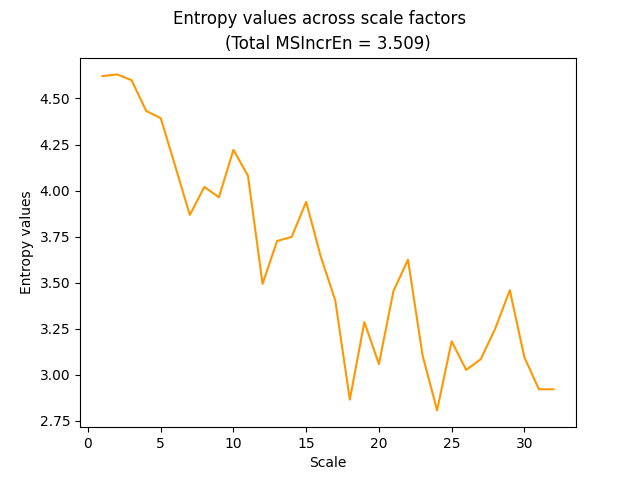 Entropy values across scale factors
(Total MSIncrEn = 3.509)
Entropy values
4.50
4.25
4.00
3.75
3.50
3.25
3.00
2.75
0 5 10 15 20 25 30
Scale